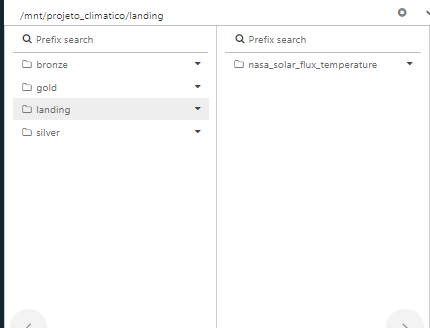 /mnt/projeto_climatico/landing
Prefix search
bronze
gold
landing
silver
Prefix search
nasa_solar_flux_temperature